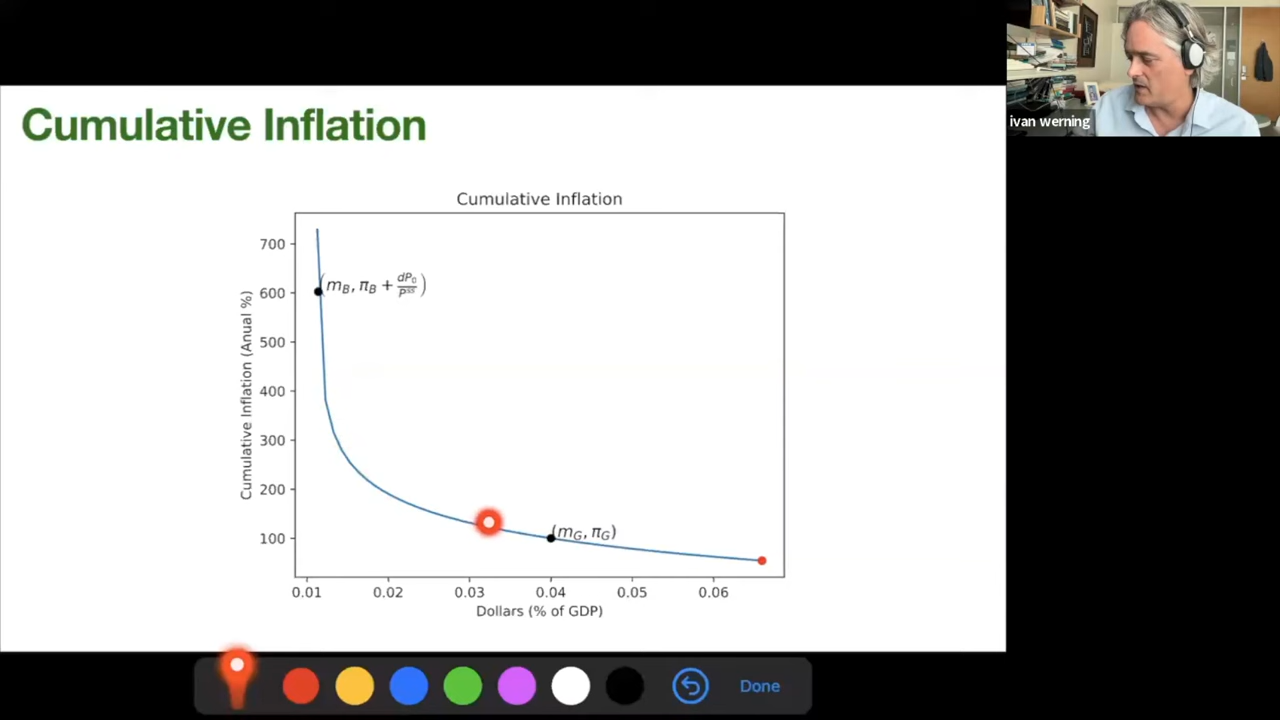 Cumulative Inflation
ivan werning
Cumulative Inflation
Cumulative Inflation (Anual %)
700
600
500
400
300
200
100
(m_B, π_B + dP_0/P^ss)
(m_G, π_G)
0.01 0.02 0.03 0.04 0.05 0.06
Dollars (% of GDP)
Done